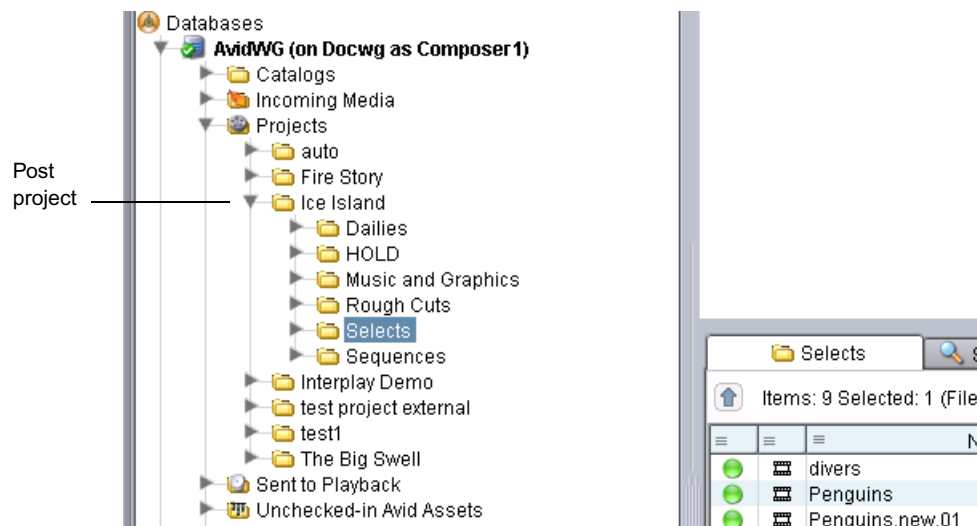 Databases
AvidWG (on Docwg as Composer1)
Catalogs
Incoming Media
Projects
auto
Post
project
Fire Story
Ice Island
Dailies
HOLD
Music and Graphics
Rough Cuts
Selects
Sequences
Interplay Demo
test project external
test1
The Big Swell
Sent to Playback
Unchecked-in Avid Assets
Selects
Items: 9 Selected: 1 (File
N
divers
Penguins
Penguins.new.01